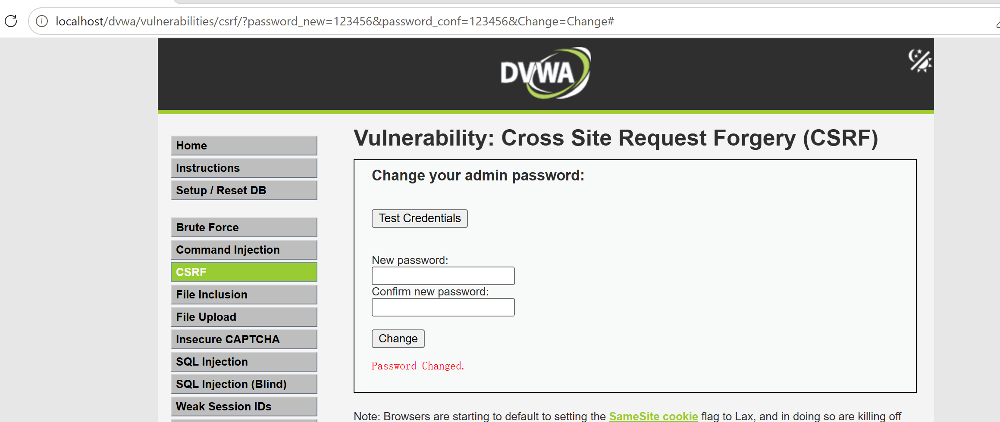 localhost/dvwa/vulnerabilities/csrf/?password_new=123456&password_conf=123456&Change=Change#
DVWA
Vulnerability: Cross Site Request Forgery (CSRF)
Home
Instructions
Setup / Reset DB
Brute Force
Command Injection
CSRF
File Inclusion
File Upload
Insecure CAPTCHA
SQL Injection
SQL Injection (Blind)
Weak Session IDs
Change your admin password:
Test Credentials
New password:
Confirm new password:
Change
Password Changed.
Note: Browsers are starting to default to setting the SameSite cookie flag to Lax, and in doing so are killing off